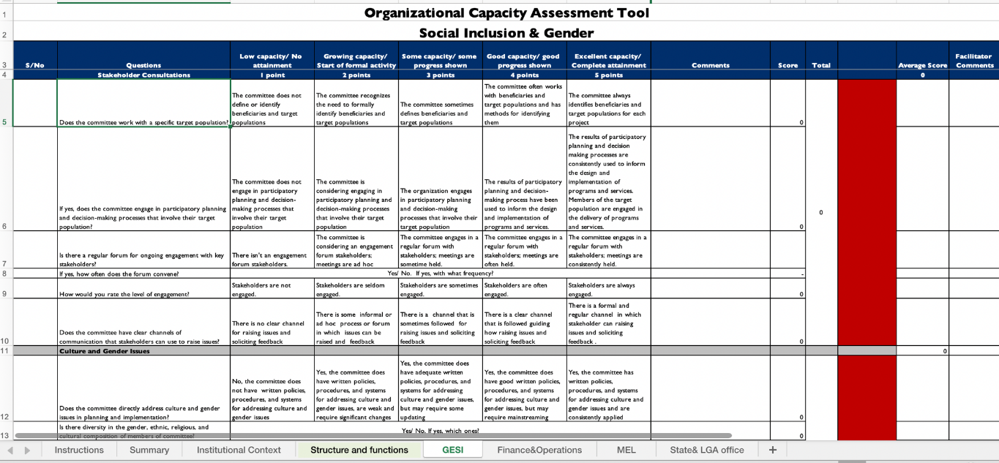 Organizational Capacity Assessment Tool
Social Inclusion & Gender
S/No
Questions
Low capacity/ No
attainment
Growing capacity/
Start of formal activity
Some capacity/ some
progress shown
Good capacity/ good
progress shown
Excellent capacity/
Complete attainment
Comments
Score
Total
Average Score
Facilitator
Comments
Stakeholder Consultations
1 point
2 points
3 points
4 points
5 points
0
1
2
3
4
5
Does the committee work with a specific target population?
The committee does not
define or identify
beneficiaries and target
populations
The committee recognizes
the need to formally
identify beneficiaries and
target populations
The committee sometimes
defines beneficiaries and
target populations
The committee often works
with beneficiaries and
target populations and has
methods for identifying
them
The committee always
identifies beneficiaries and
target populations for each
project
0
6
If yes, does the committee engage in participatory planning
and decision-making processes that involve their target
population?
The committee does not
engage in participatory
planning and decision-
making processes that
involve their target
population
The committee is
considering engaging in
participatory planning and
decision-making processes
that involve their target
population
The organization engages
in participatory planning
and decision-making
processes that involve their
target population
The results of participatory
planning and decision-
making process have been
used to inform the design
and implementation of
programs and services.
The results of participatory
planning and decision
making processes are
consistently used to inform
the design and
implementation of
programs and services.
Members of the target
population are engaged in
the delivery of programs
and services.
0
0
7
Is there a regular forum for ongoing engagement with key
stakeholders?
There isn't an engagement
forum stakeholders.
The committee is
considering an engagement
forum stakeholders;
meetings are ad hoc
The committee engages in a
regular forum with
stakeholders; meetings are
sometime held.
The committee engages in a
regular forum with
stakeholders; meetings are
often held.
The committee engages in a
regular forum with
stakeholders; meetings are
consistently held.
8
If yes, how often does the forum convene?
Yes/ No. If yes, with what frequency?
-
9
How would you rate the level of engagement?
Stakeholders are not
engaged.
Stakeholders are seldom
engaged.
Stakeholders are sometimes
engaged.
Stakeholders are often
engaged.
Stakeholders are always
engaged.
0
10
Does the committee have clear channels of
communication that stakeholders can use to raise issues?
There is no clear channel
for raising issues and
soliciting feedback
There is some informal or
ad hoc process or forum
in which issues can be
raised and feedback
There is a channel that is
sometimes followed for
raising issues and soliciting
feedback
There is a clear channel
that is followed guiding
how raising issues and
soliciting feedback
There is a formal and
regular channel in which
stakeholder can raising
issues and soliciting
feedback .
0
11
Culture and Gender Issues
0
12
Does the committee directly address culture and gender
issues in planning and implementation?
No, the committee does
not have written policies,
procedures, and systems
for addressing culture and
gender issues
Yes, the committee does
have written policies,
procedures, and systems
for addressing culture and
gender issues, are weak and
require significant changes
Yes, the committee does
have adequate written
policies, procedures, and
systems for addressing
culture and gender issues,
but may require some
updating
Yes, the committee does
have good written policies,
procedures, and systems
for addressing culture and
gender issues, but may
require mainstreaming
Yes, the committee has
written policies,
procedures, and systems
for addressing culture and
gender issues and are
consistently applied
0
13
Is there diversity in the gender, ethnic, religious, and
cultural composition of members of committee?
Yes/ No. If yes, which ones?
0
Instructions
Summary
Institutional Context
Structure and functions
GESI
Finance&Operations
MEL
State& LGA office
+